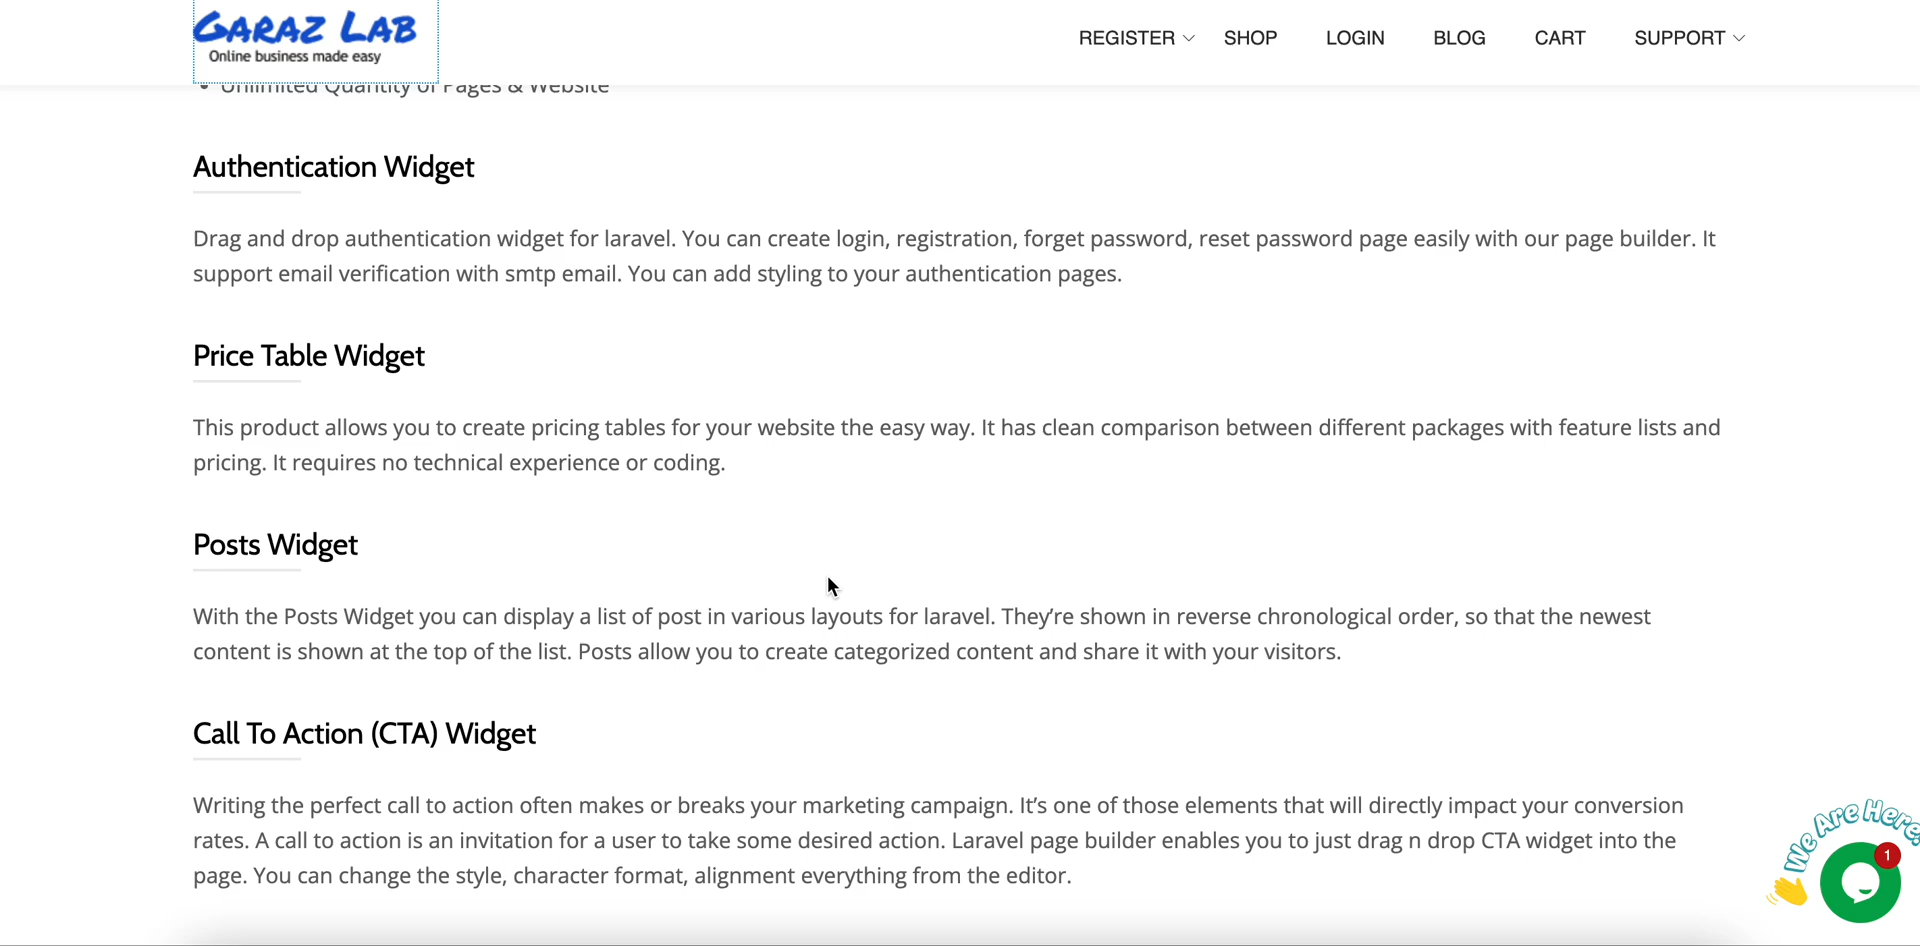 GARAZ LAB
Online business made easy
REGISTER SHOP LOGIN BLOG CART SUPPORT
Unlimited Quantity of Pages & Website
Authentication Widget
Drag and drop authentication widget for laravel. You can create login, registration, forget password, reset password page easily with our page builder. It
support email verification with smtp email. You can add styling to your authentication pages.
Price Table Widget
This product allows you to create pricing tables for your website the easy way. It has clean comparison between different packages with feature lists and
pricing. It requires no technical experience or coding.
Posts Widget
With the Posts Widget you can display a list of post in various layouts for laravel. They’re shown in reverse chronological order, so that the newest
content is shown at the top of the list. Posts allow you to create categorized content and share it with your visitors.
Call To Action (CTA) Widget
Writing the perfect call to action often makes or breaks your marketing campaign. It’s one of those elements that will directly impact your conversion
rates. A call to action is an invitation for a user to take some desired action. Laravel page builder enables you to just drag n drop CTA widget into the
page. You can change the style, character format, alignment everything from the editor.
We Are Here!
1